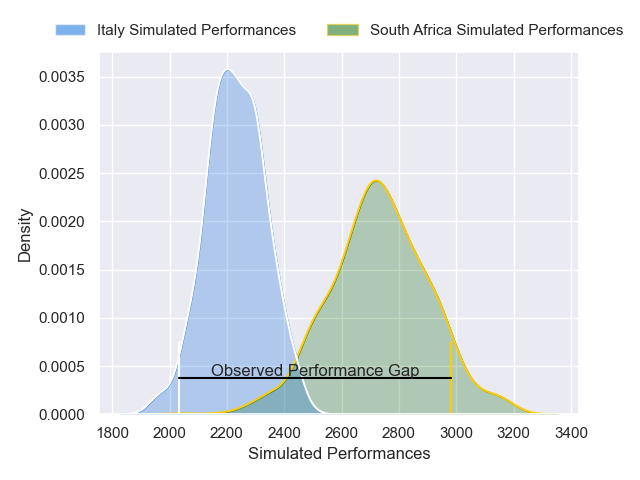 Italy Simulated Performances
South Africa Simulated Performances
0.0035
0.0030
0.0025
0.0020
0.0015
0.0010
0.0005
0.0000
Density
Observed Performance Gap
1800 2000 2200 2400 2600 2800 3000 3200 3400
Simulated Performances